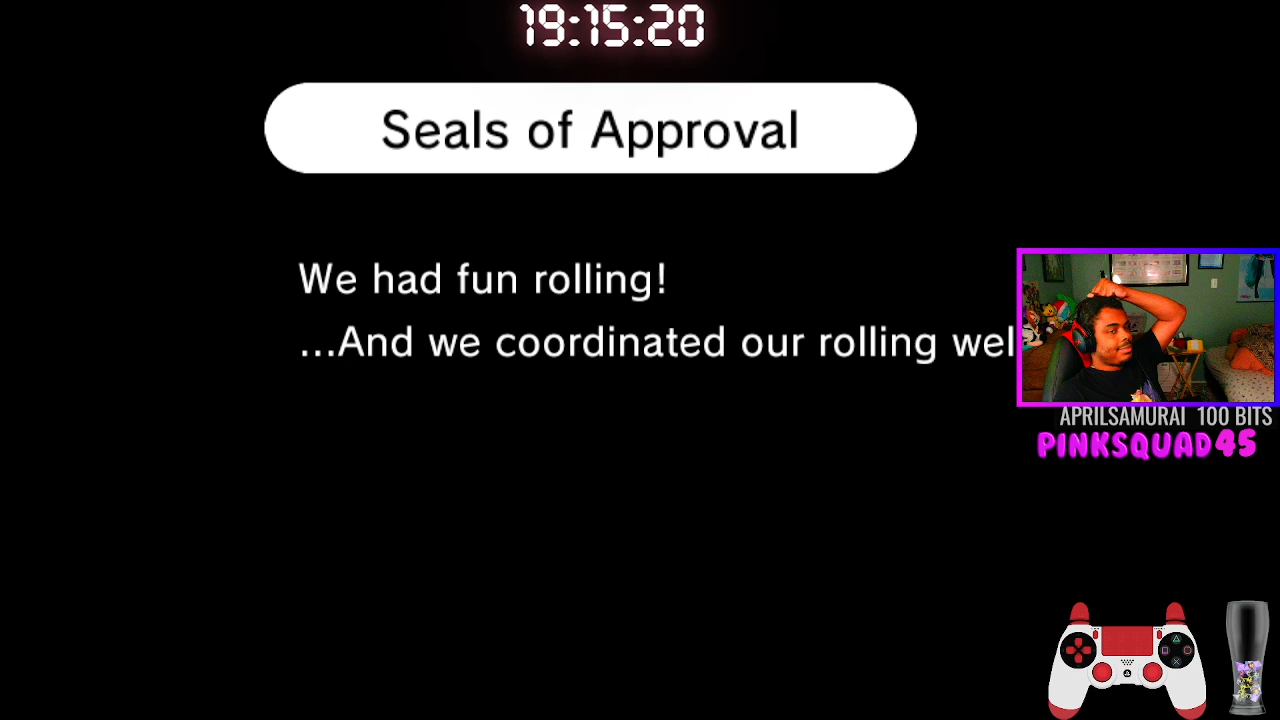 19:15:20
Seals of Approval
We had fun rolling!
...And we coordinated our rolling wel
APRILSAMURAI 100 BITS
PINKSQUAD45